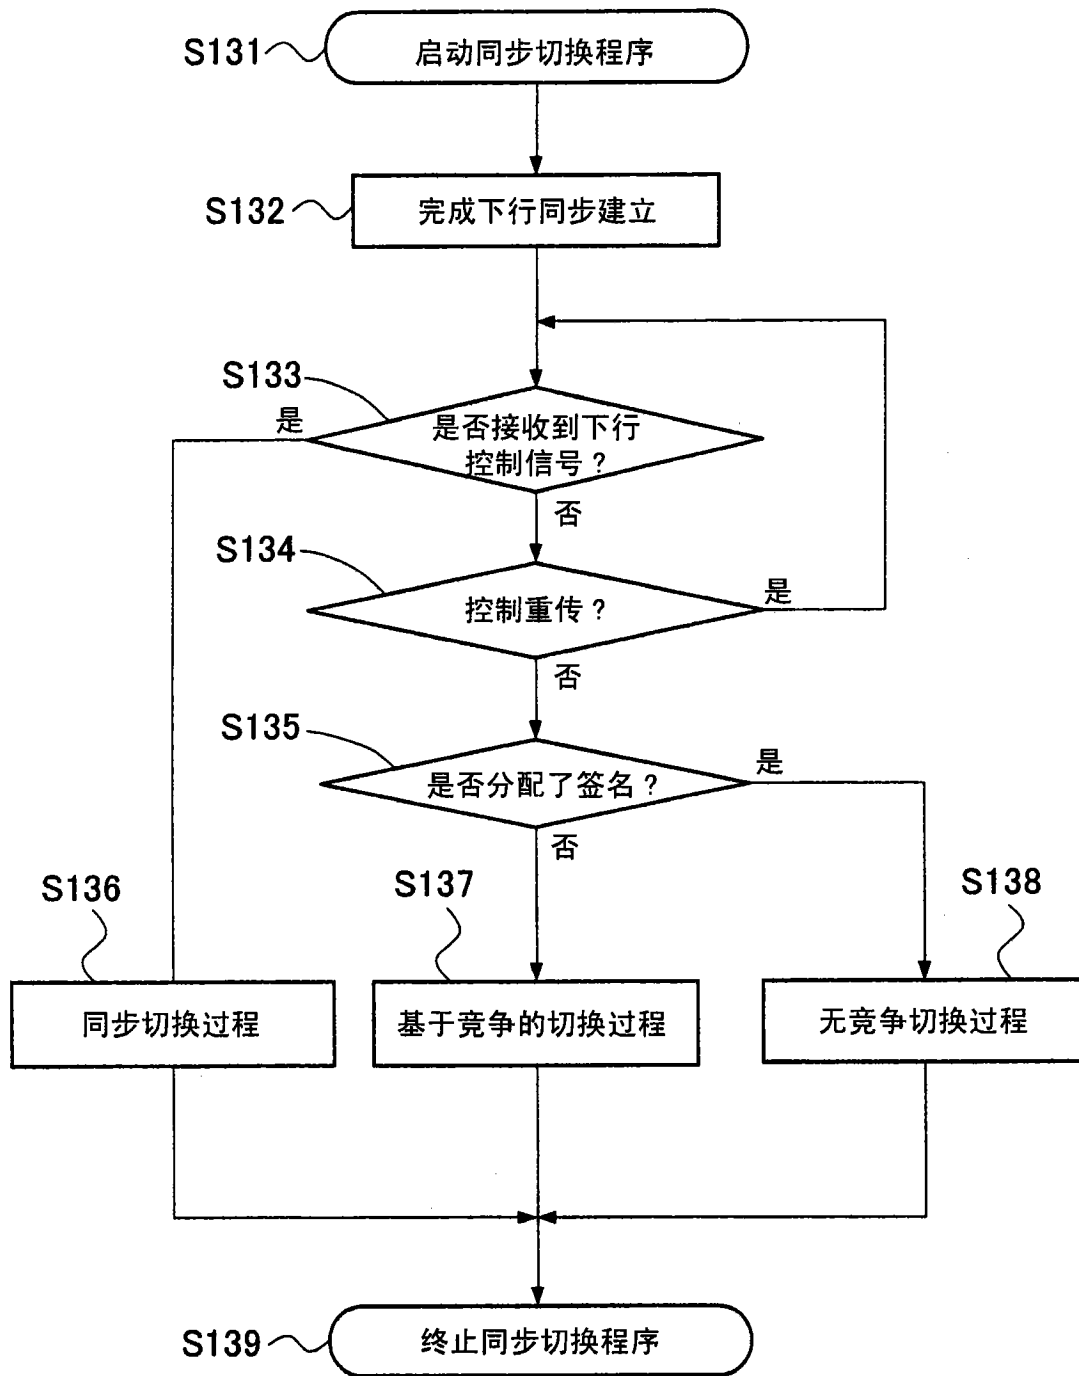 S131
启动同步切换程序
S132
完成下行同步建立
S133
是
是否接收到下行
控制信号？
否
S134
控制重传？
是
否
S135
是否分配了签名？
是
否
S136
同步切换过程
S137
基于竞争的切换过程
S138
无竞争切换过程
S139
终止同步切换程序